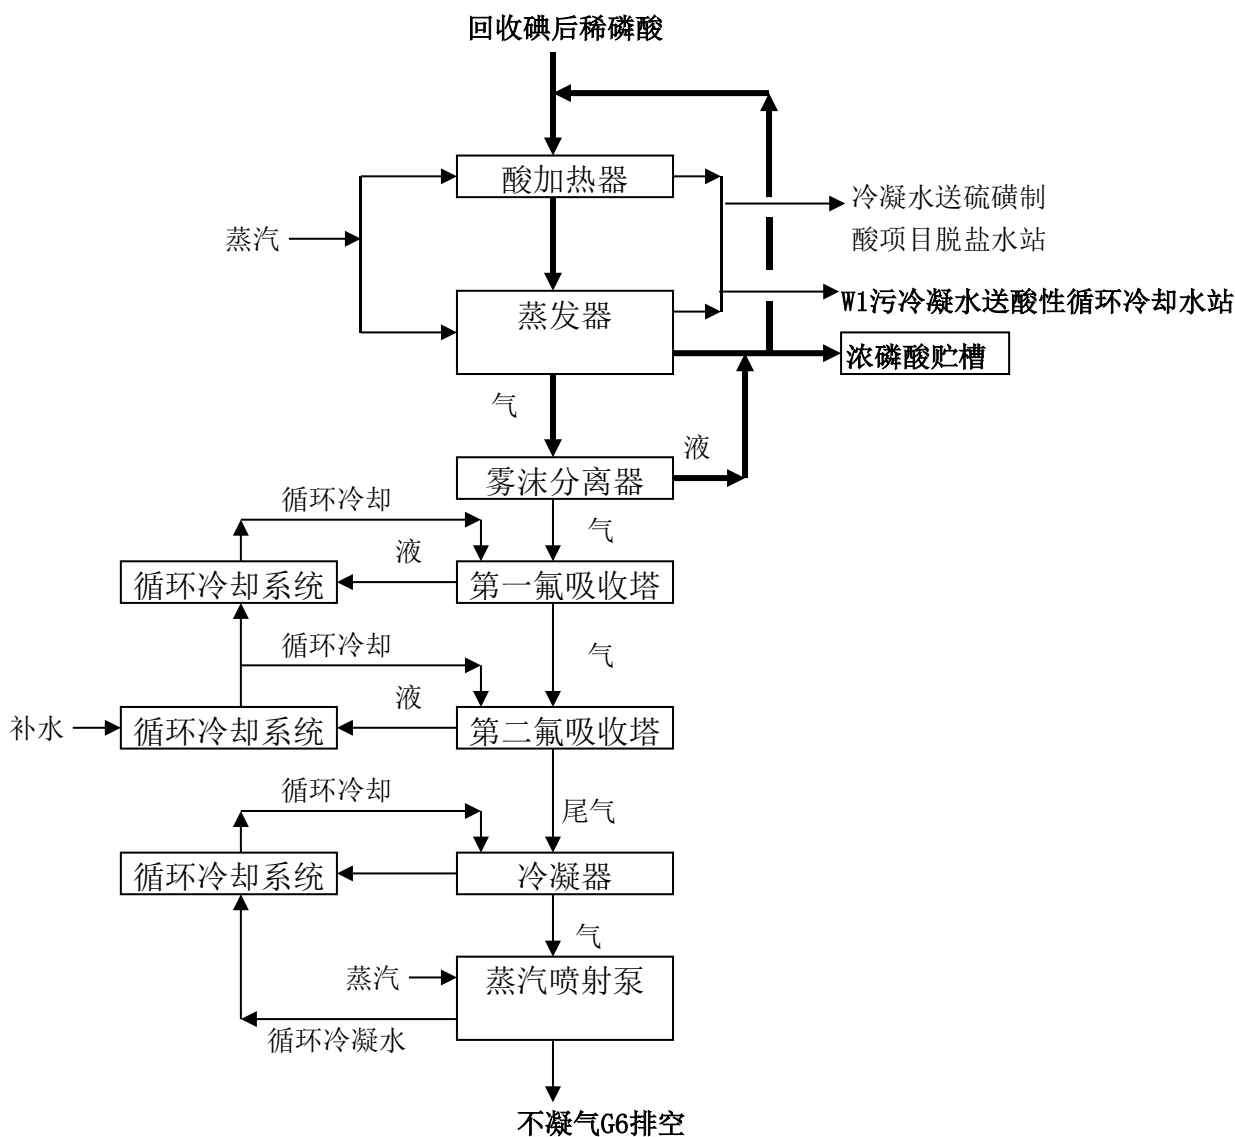 回收碘后稀磷酸
酸加热器
冷凝水送硫磺制
酸项目脱盐水站
蒸汽
蒸发器
W1污冷凝水送酸性循环冷却水站
浓磷酸贮槽
气
液
雾沫分离器
循环冷却
气
液
循环冷却系统
第一氟吸收塔
循环冷却
气
液
补水
循环冷却系统
第二氟吸收塔
循环冷却
尾气
循环冷却系统
冷凝器
气
蒸汽
蒸汽喷射泵
循环冷凝水
不凝气G6排空